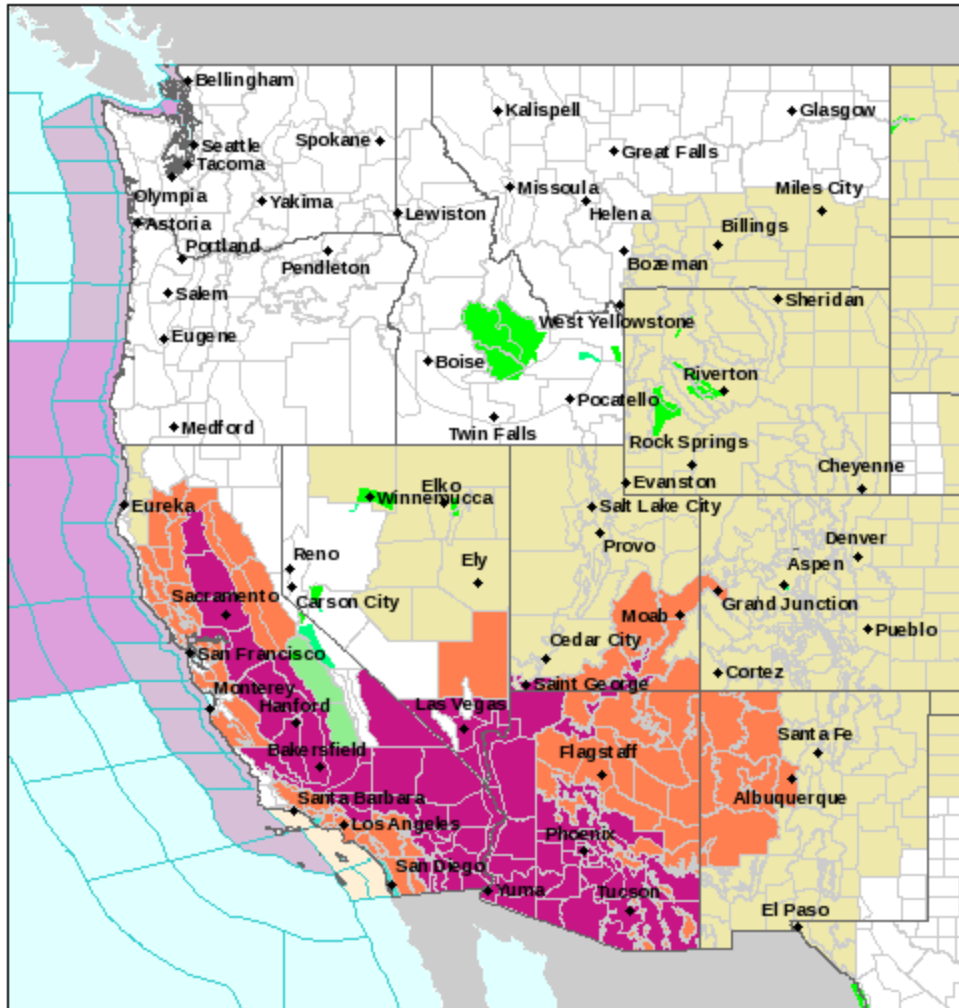 Bellingham
Kalispell
Glasgow
Seattle
Spokane
Great Falls
Tacoma
Olympia
Missoula
Miles City
Yakima
Helena
Lewiston
Astoria
Billings
Portland
Pendleton
Bozeman
Salem
Sheridan
West Yellowstone
Eugene
Boise
Riverton
Pocatello
Medford
Twin Falls
Rock Springs
Cheyenne
Elko
Evanston
Winnemucca
Eureka
Salt Lake City
Denver
Provo
Reno
Ely
Aspen
Sacramento
Carson City
Grand Junction
Moab
Pueblo
Cedar City
San Francisco
Cortez
Monterey
Saint George
Hanford
Las Vegas
Santa Fe
Bakersfield
Flagstaff
Santa Barbara
Albuquerque
Los Angeles
Phoenix
San Diego
Yuma
Tucson
El Paso